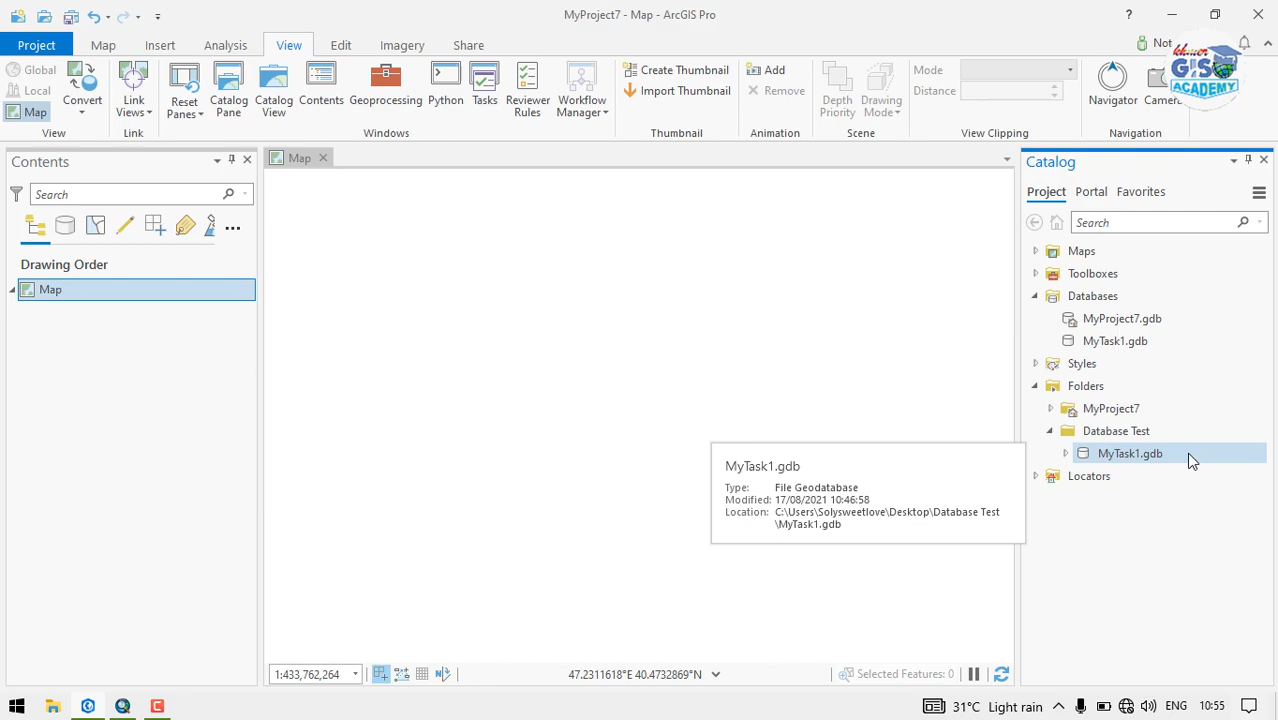 MyProject7 - Map - ArcGIS Pro
?
Project Map Insert Analysis View Edit Imagery Share
Not
Global
Local
Map
Convert
View
Link
Views
Link
Reset
Panes
Catalog
Pane
Catalog
View
Contents
Geoprocessing
Python
Tasks
Reviewer
Rules
Workflow
Manager
Windows
Create Thumbnail
Import Thumbnail
Thumbnail
Add
Remove
Animation
Depth
Priority
Drawing
Mode
Scene
Mode
Distance
View Clipping
Navigator
Camera
Navigation
khmer
GIS
ACADEMY
Contents
Search
Drawing Order
Map
Map
1:433,762,264
47.2311618°E 40.4732869°N
Selected Features: 0
MyTask1.gdb
Type: File Geodatabase
Modified: 17/08/2021 10:46:58
Location: C:\Users\Solysweetlove\Desktop\Database Test
\MyTask1.gdb
Catalog
Project Portal Favorites
Search
Maps
Toolboxes
Databases
MyProject7.gdb
MyTask1.gdb
Styles
Folders
MyProject7
Database Test
MyTask1.gdb
Locators
31°C Light rain
ENG
10:55